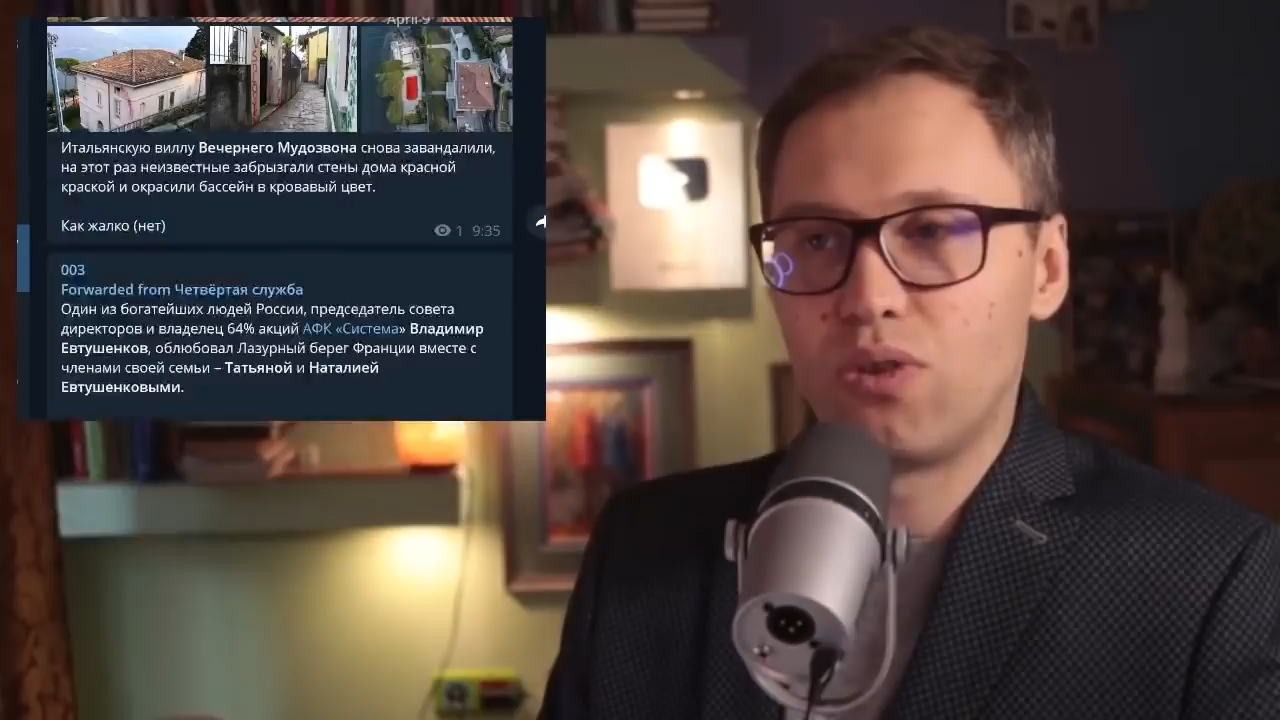 April 9
Итальянскую виллу Вечернего Мудозвона снова завандалили,
на этот раз неизвестные забрызгали стены дома красной
краской и окрасили бассейн в кровавый цвет.
Как жалко (нет)
1 9:35
003
Forwarded from Четвёртая служба
Один из богатейших людей России, председатель совета
директоров и владелец 64% акций АФК «Система» Владимир
Евтушенков, облюбовал Лазурный берег Франции вместе с
членами своей семьи – Татьяной и Наталией
Евтушенковыми.